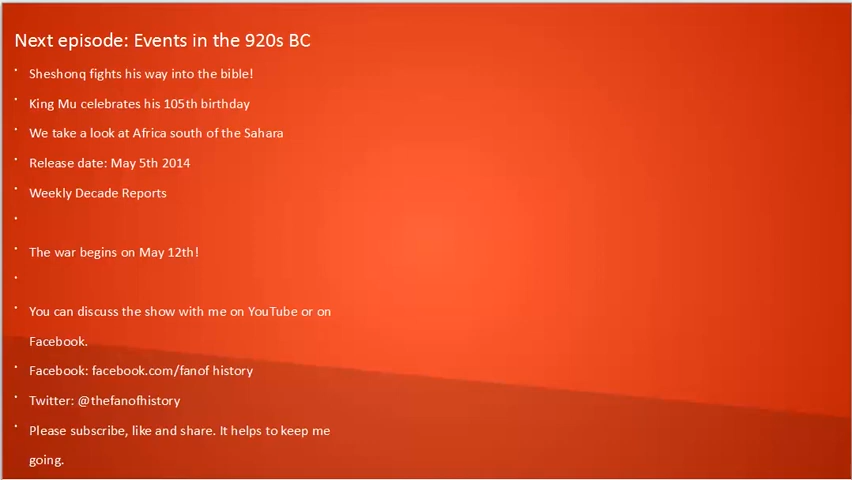 Next episode: Events in the 920s BC
Sheshonq fights his way into the bible!
King Mu celebrates his 105th birthday
We take a look at Africa south of the Sahara
Release date: May 5th 2014
Weekly Decade Reports
The war begins on May 12th!
You can discuss the show with me on YouTube or on
Facebook.
Facebook: facebook.com/fanof history
Twitter: @thefanofhistory
Please subscribe, like and share. It helps to keep me
going.